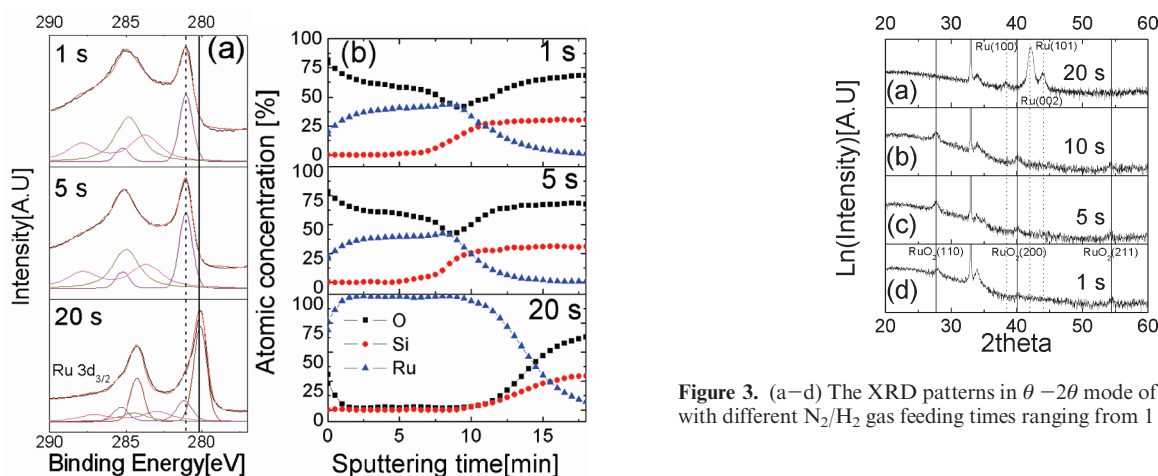 290 285 280
(a)
1 s
5 s
20 s
Ru 3d3/2
Intensity[A.U]
290 285 280
Binding Energy[eV]
(b)
1 s
100
75
50
25
0
5 s
100
75
50
25
0
20 s
O
Si
Ru
100
75
50
25
0
Atomic concentration [%]
0 5 10 15
Sputtering time[min]
20 30 40 50 60
Ru(100) Ru(101)
20 s
(a)
Ru(002)
(b)
10 s
(c)
5 s
RuO2(110) RuO2(200) RuO2(211)
(d)
1 s
Ln(Intensity)[A.U]
20 30 40 50 60
2theta
Figure 3. (a−d) The XRD patterns in θ −2θ mode of
with different N2/H2 gas feeding times ranging from 1